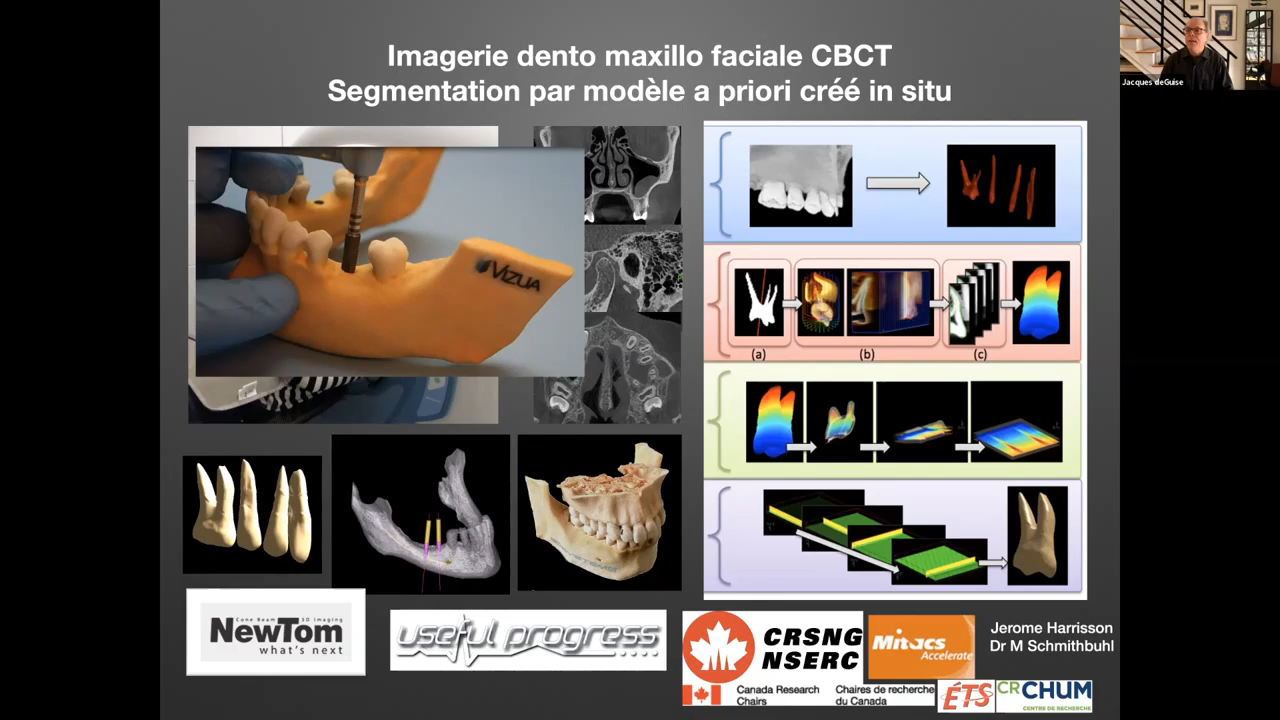 Imagerie dento maxillo faciale CBCT
Segmentation par modèle a priori créé in situ
Jacques deGuise
VIZUA
(a)
(b)
(c)
Cone Beam 3D imaging
NewTom
what's next
useful progress
CRSNG
NSERC
Canada Research
Chairs
Chaires de recherche
du Canada
Mitacs
Accelerate
Jerome Harrisson
Dr M Schmithbuhl
ÉTS
CRCHUM
CENTRE DE RECHERCHE